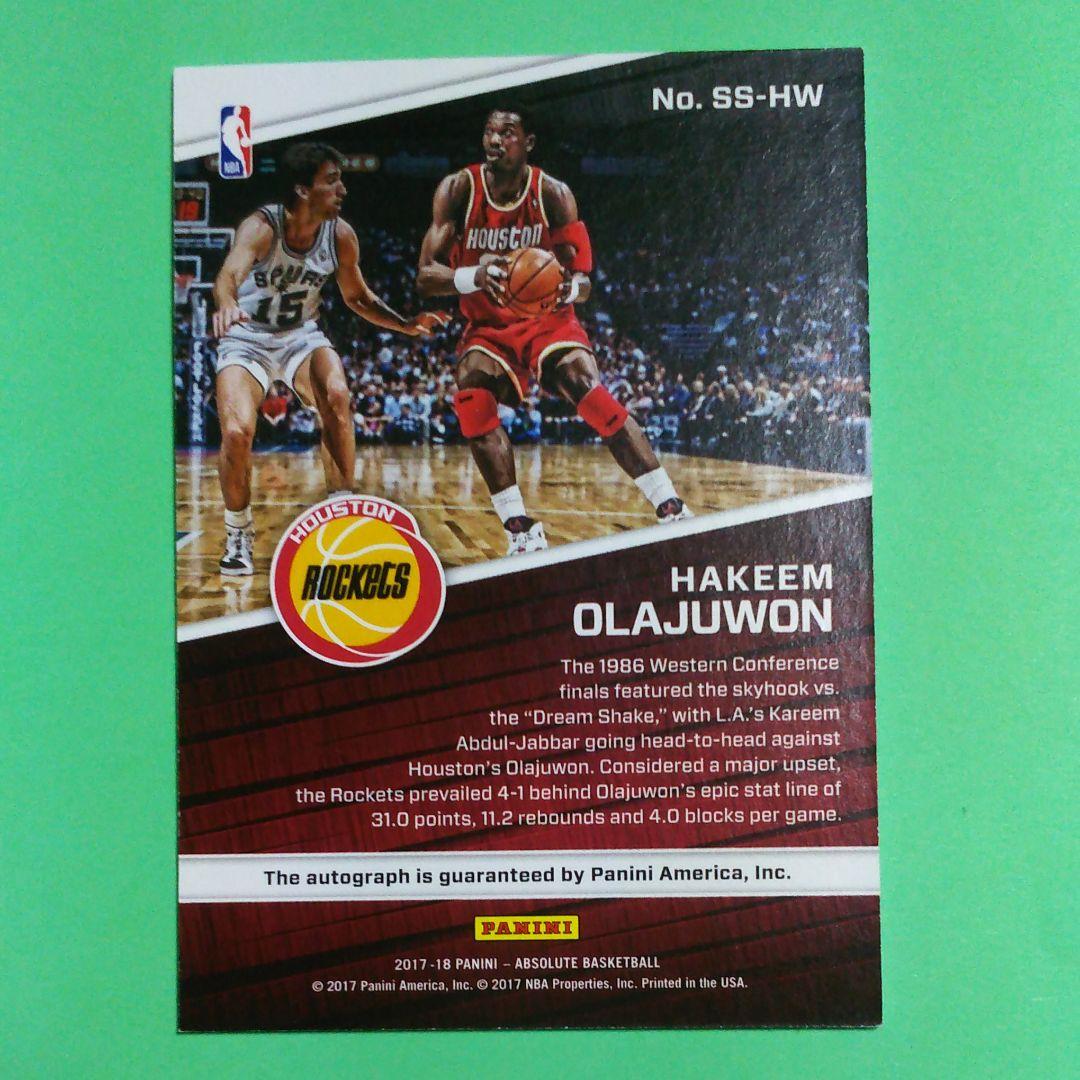 No. SS-HW
NBA
19
HOUSTON
SPURS
15
HOUSTON
ROCKETS
HAKEEM
OLAJUWON
The 1986 Western Conference
finals featured the skyhook vs.
the “Dream Shake,” with L.A.’s Kareem
Abdul-Jabbar going head-to-head against
Houston’s Olajuwon. Considered a major upset,
the Rockets prevailed 4-1 behind Olajuwon’s epic stat line of
31.0 points, 11.2 rebounds and 4.0 blocks per game.
The autograph is guaranteed by Panini America, Inc.
PANINI
2017-18 PANINI – ABSOLUTE BASKETBALL
© 2017 Panini America, Inc. © 2017 NBA Properties, Inc. Printed in the USA.